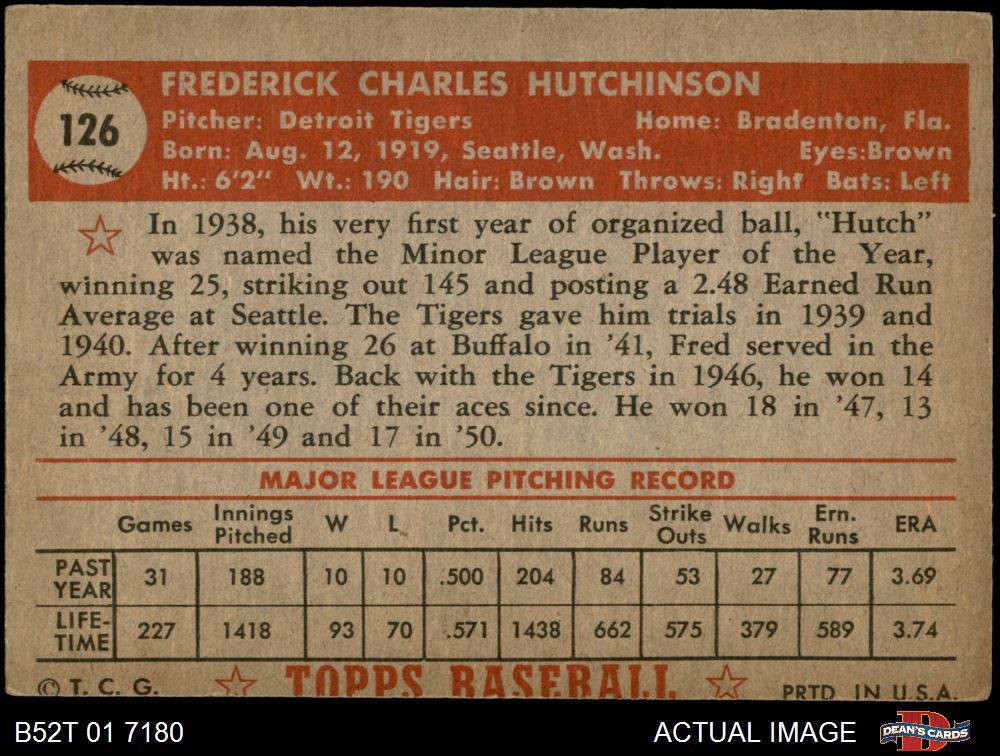 126
FREDERICK CHARLES HUTCHINSON
Pitcher: Detroit Tigers Home: Bradenton, Fla.
Born: Aug. 12, 1919, Seattle, Wash. Eyes:Brown
Ht.: 6'2" Wt.: 190 Hair: Brown Throws: Right Bats: Left
In 1938, his very first year of organized ball, "Hutch"
was named the Minor League Player of the Year,
winning 25, striking out 145 and posting a 2.48 Earned Run
Average at Seattle. The Tigers gave him trials in 1939 and
1940. After winning 26 at Buffalo in '41, Fred served in the
Army for 4 years. Back with the Tigers in 1946, he won 14
and has been one of their aces since. He won 18 in '47, 13
in '48, 15 in '49 and 17 in '50.
MAJOR LEAGUE PITCHING RECORD
Games Innings Pitched W L Pct. Hits Runs Strike Outs Walks Ern. Runs ERA
PAST YEAR 31 188 10 10 .500 204 84 53 27 77 3.69
LIFE-TIME 227 1418 93 70 .571 1438 662 575 379 589 3.74
© T. C. G. TOPPS BASEBALL PRTD. IN U.S.A.
B52T 01 7180 ACTUAL IMAGE D DEAN'S CARDS